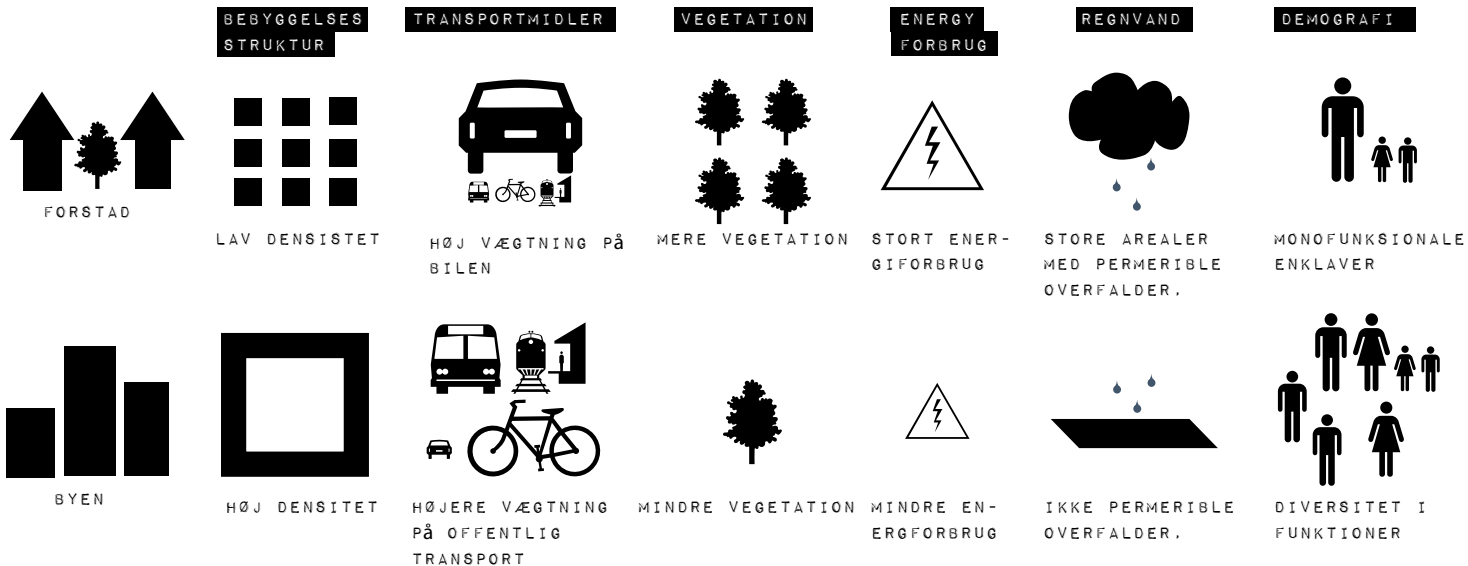 BEBYGGELSES
STRUKTUR
TRANSPORTMIDLER
VEGETATION
ENERGY
FORBRUG
REGNVAND
DEMOGRAFI
FORSTAD
LAV DENSISTET
HØJ VÆGTNING På
BILEN
MERE VEGETATION
STORT ENER-
GIFORBRUG
STORE AREALER
MED PERMERIBLE
OVERFALDER.
MONOFUNKSIONALE
ENKLAVER
BYEN
HØJ DENSITET
HØJERE VÆGTNING
På OFFENTLIG
TRANSPORT
MINDRE VEGETATION
MINDRE EN-
ERGFORBRUG
IKKE PERMERIBLE
OVERFALDER.
DIVERSITET I
FUNKTIONER